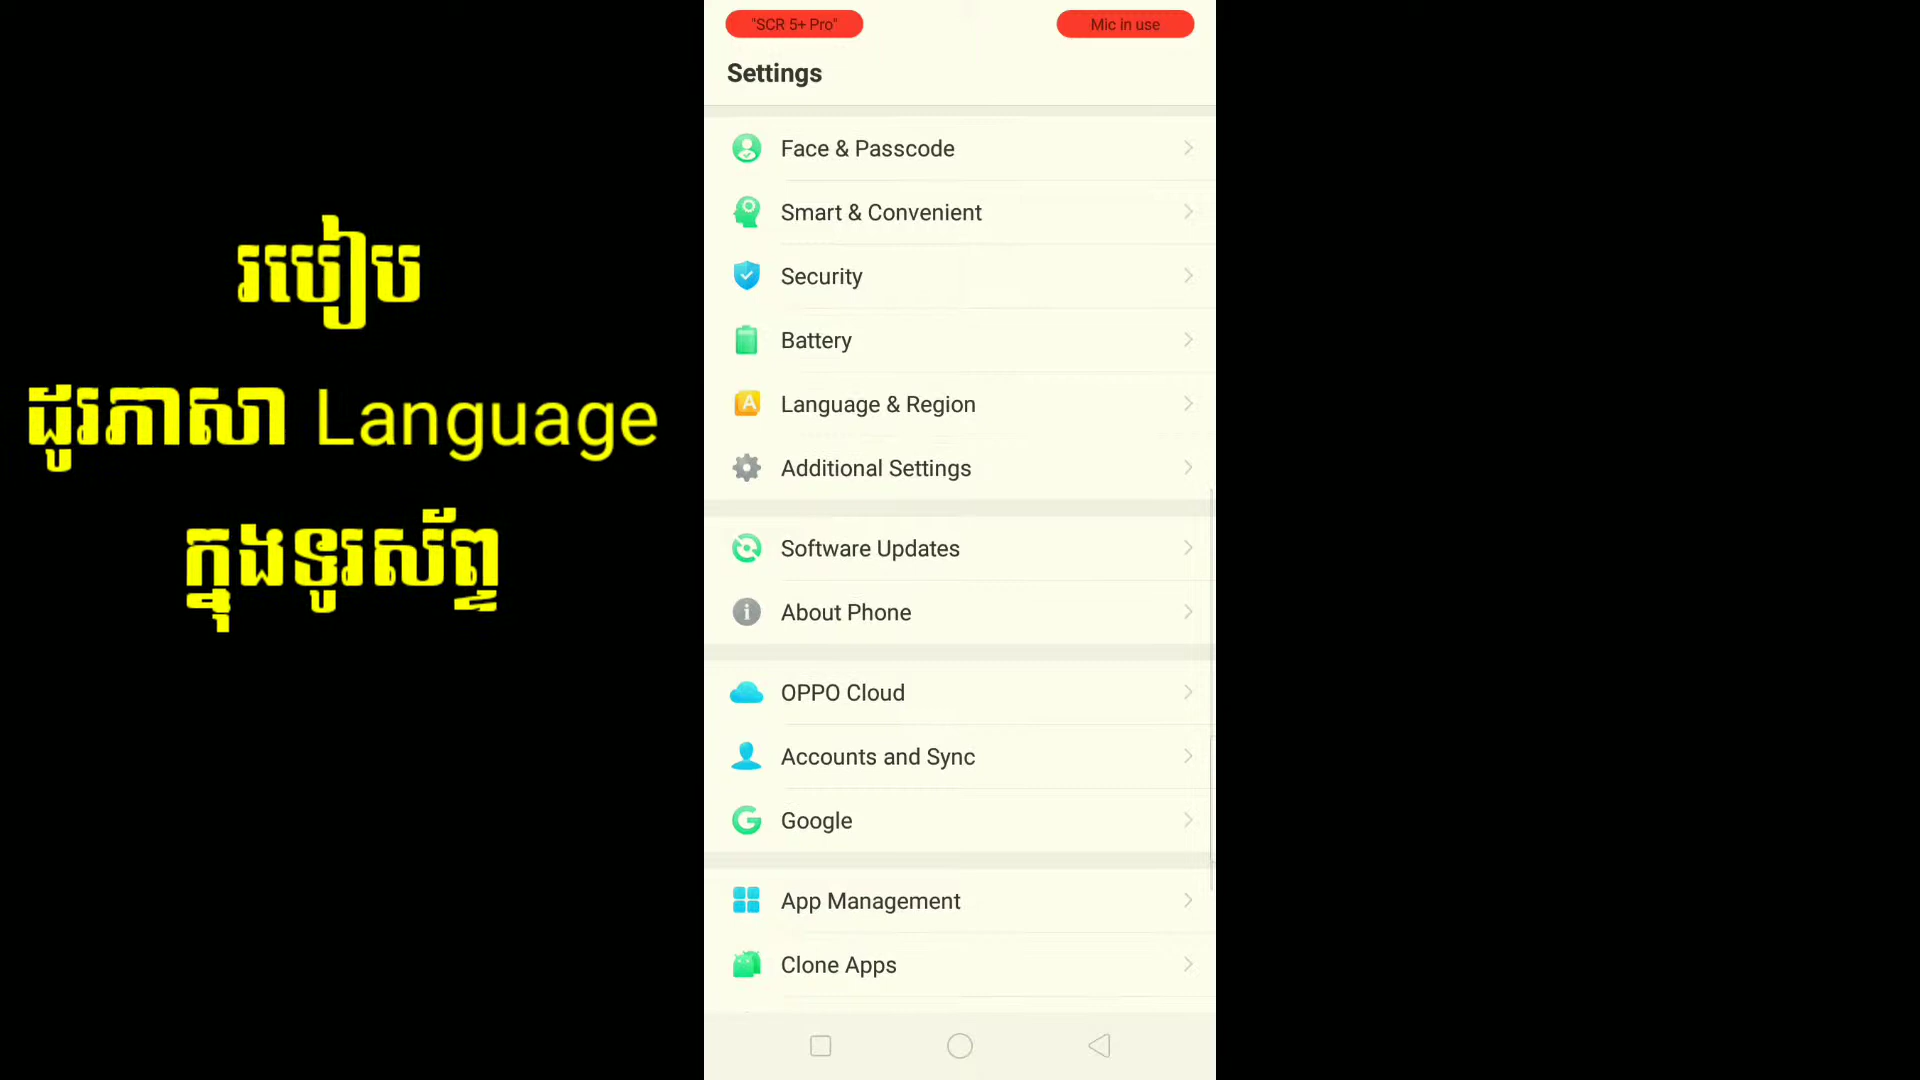 របៀប
ដូរភាសា Language
ក្នុងទូរស័ព្ទ
"SCR 5+ Pro"
Mic in use
Settings
Face & Passcode
Smart & Convenient
Security
Battery
Language & Region
Additional Settings
Software Updates
About Phone
OPPO Cloud
Accounts and Sync
Google
App Management
Clone Apps